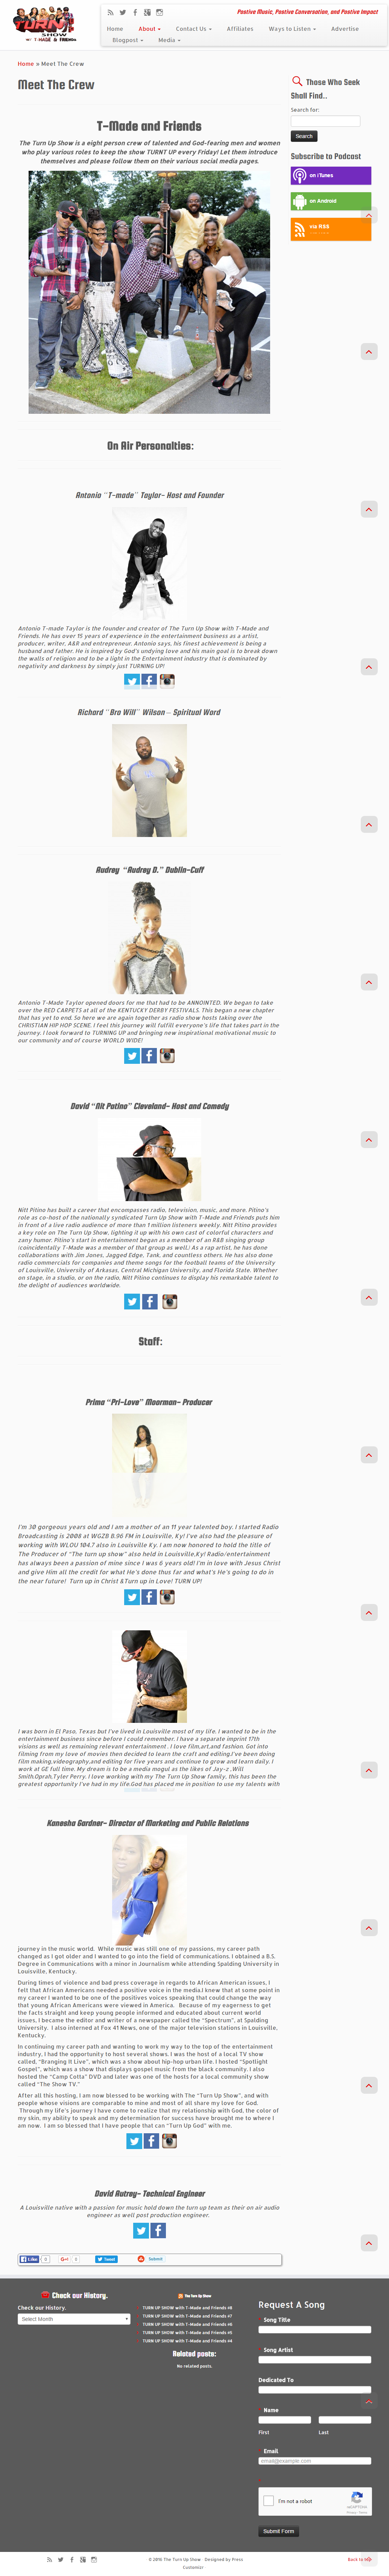 TURN UP!
SHOW
W/ T-MADE & FRIENDS
Positive Music, Positive Conversation, and Positive Impact
Home About Contact Us Affiliates Ways to Listen Advertise
Blogpost Media
Home » Meet The Crew
Meet The Crew
T-Made and Friends
The Turn Up Show is a eight person crew of talented and God-fearing men and women
who play various roles to keep the show TURNT UP every Friday! Let them introduce
themselves and please follow them on their various social media pages.
On Air Personalties:
Antonio "T-made" Taylor- Host and Founder
Antonio T-made Taylor is the founder and creator of The Turn Up Show with T-Made and
Friends. He has over 15 years of experience in the entertainment business as a artist,
producer, writer, A&R and entrepreneur. Antonio says, his finest achievement is being a
husband and father. He is inspired by God's undying love and his main goal is to break down
the walls of religion and to be a light in the Entertainment industry that is dominated by
negativity and darkness by simply just TURNING UP!
Richard "Bro Will" Wilson – Spiritual Word
Audrey "Audrey D." Dublin-Cuff
Antonio T-Made Taylor opened doors for me that had to be ANNOINTED. We began to take
over the RED CARPETS at all of the KENTUCKY DERBY FESTIVALS. This began a new chapter
that has yet to end. So here we are again together as radio show hosts taking over the
CHRISTIAN HIP HOP SCENE. I feel this journey will fulfill everyone's life that takes part in the
journey. I look forward to TURNING UP and bringing new inspirational motivational music to
our community and of course WORLD WIDE!
David "Nit Patino" Cleveland- Host and Comedy
Nitt Pitino has built a career that encompasses radio, television, music, and more. Pitino's
role as co-host of the nationally syndicated Turn Up Show with T-Made and Friends puts him
in front of a live radio audience of more than 1 million listeners weekly. Nitt Pitino provides
a key role on The Turn Up Show, lighting it up with his own cast of colorful characters and
zany humor. Pitino's start in entertainment began as a member of an R&B singing group
(coincidentally T-Made was a member of that group as well.) As a rap artist, he has done
collaborations with Jim Jones, Jagged Edge, Tank, and countless others. He has also done
radio commercials for companies and theme songs for the football teams of the University
of Louisville, University of Arkansas, Central Michigan University, and Florida State. Whether
on stage, in a studio, or on the radio, Nitt Pitino continues to display his remarkable talent to
the delight of audiences worldwide.
Staff:
Prima "Pri-Love" Moorman- Producer
I'm 30 gorgeous years old and I am a mother of an 11 year talented boy. I started Radio
Broadcasting is 2008 at WGZB B.96 FM in Louisville, Ky! I've also had the pleasure of
working with WLOU 104.7 also in Louisville Ky. I am now honored to hold the title of
The Producer of "The Turn up show" also held in Louisville,Ky! Radio/entertainment
has always been a passion of mine since I was 6 years old! I'm in love with Jesus Christ
and give Him all the credit for what He's done thus far and what's He's going to do in
the near future! Turn up in Christ &Turn up in Love! TURN UP!
I was born in El Paso, Texas but I've lived in Louisville most of my life. I wanted to be in the
entertainment business since before I could remember. I have a separate imprint 17th
visions as well as remaining relevant entertainment . I love film,art,and fashion. Got into
filming from my love of movies then decided to learn the craft and editing.I've been doing
film making,videography,and editing for five years and continue to grow and learn daily. I
work at GE full time. My dream is to be a media mogul as the likes of Jay-z ,Will
Smith,Oprah,Tyler Perry. I love working with my The Turn Up Show family, this has been the
greatest opportunity I've had in my life.God has placed me in position to use my talents with
Kanesha Gardner- Director of Marketing and Public Relations
journey in the music world. While music was still one of my passions, my career path
changed as I got older and I wanted to go into the field of communications. I obtained a B.S.
Degree in Communications with a minor in Journalism while attending Spalding University in
Louisville, Kentucky.
During times of violence and bad press coverage in regards to African American issues, I
felt that African Americans needed a positive voice in the media.I knew that at some point in
my career I wanted to be one of the positives voices speaking that could change the way
that young African Americans were viewed in America. Because of my eagerness to get
the facts out there and keep young people informed and educated about current world
issues, I became the editor and writer of a newspaper called the "Spectrum", at Spalding
University. I also interned at Fox 41 News, one of the major television stations in Louisville,
Kentucky.
In continuing my career path and wanting to work my way to the top of the entertainment
industry, I had the opportunity to host several shows. I was the host of a local TV show
called, "Branging It Live", which was a show about hip-hop urban life. I hosted "Spotlight
Gospel", which was a show that displays gospel music from the black community. I also
hosted the "Camp Cotta" DVD and later was one of the hosts for a local community show
called "The Show TV."
After all this hosting, I am now blessed to be working with The "Turn Up Show", and with
people whose visions are comparable to mine and most of all share my love for God.
Through my life's journey I have come to realize that my relationship with God, the color of
my skin, my ability to speak and my determination for success have brought me to where I
am now. I am so blessed that I have people that can "Turn Up God" with me.
David Autrey- Technical Engineer
A Louisville native with a passion for music hold down the turn up team as their on air audio
engineer as well post production engineer.
Like 0 G+1 0 Tweet Submit
Those Who Seek
Shall Find..
Search for:
Search
Subscribe to Podcast
on iTunes
on Android
via RSS
Check our History.
Check our History.
Select Month
The Turn Up Show
TURN UP SHOW with T-Made and Friends #8
TURN UP SHOW with T-Made and Friends #7
TURN UP SHOW with T-Made and Friends #6
TURN UP SHOW with T-Made and Friends #5
TURN UP SHOW with T-Made and Friends #4
Related posts:
No related posts.
Request A Song
Song Title
Song Artist
Dedicated To
Name
First Last
Email
email@example.com
I'm not a robot
reCAPTCHA
Privacy - Terms
Submit Form
© 2016 The Turn Up Show · Designed by Press
Customizr
Back to top